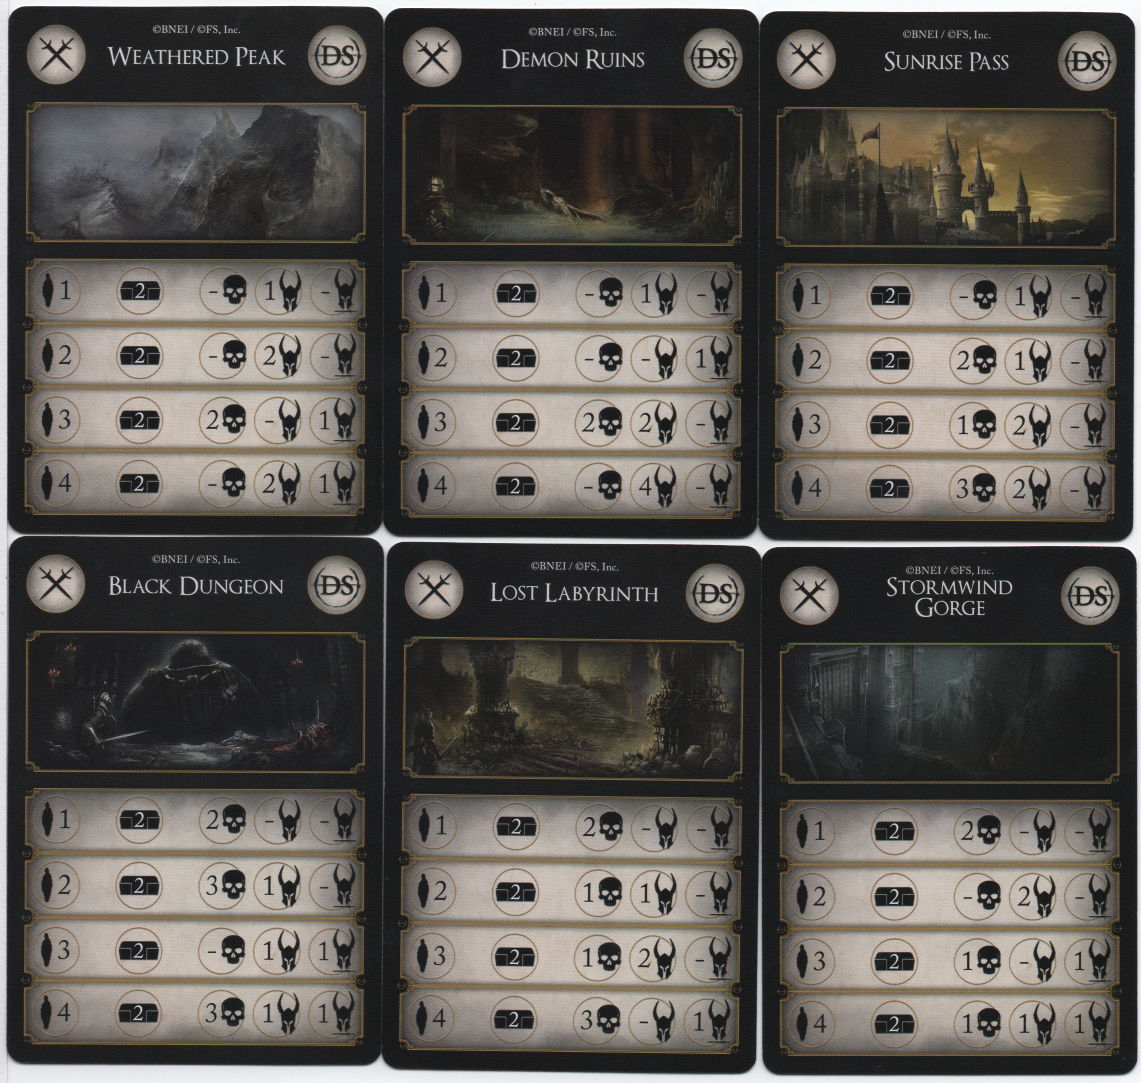 ©BNEI / ©FS, Inc.
WEATHERED PEAK
DS
1 2 - 1 -
2 2 - 2 -
3 2 2 - 1
4 2 - 2 1
©BNEI / ©FS, Inc.
DEMON RUINS
DS
1 2 - 1 -
2 2 - - 1
3 2 2 2 -
4 2 - 4 -
©BNEI / ©FS, Inc.
SUNRISE PASS
DS
1 2 - 1 -
2 2 2 1 -
3 2 1 2 -
4 2 3 2 -
©BNEI / ©FS, Inc.
BLACK DUNGEON
DS
1 2 2 - -
2 2 3 1 -
3 2 - 1 1
4 2 3 1 1
©BNEI / ©FS, Inc.
LOST LABYRINTH
DS
1 2 2 - -
2 2 1 1 -
3 2 1 2 -
4 2 3 - 1
©BNEI / ©FS, Inc.
STORMWIND
GORGE
DS
1 2 2 - -
2 2 - 2 -
3 2 1 - 1
4 2 1 1 1